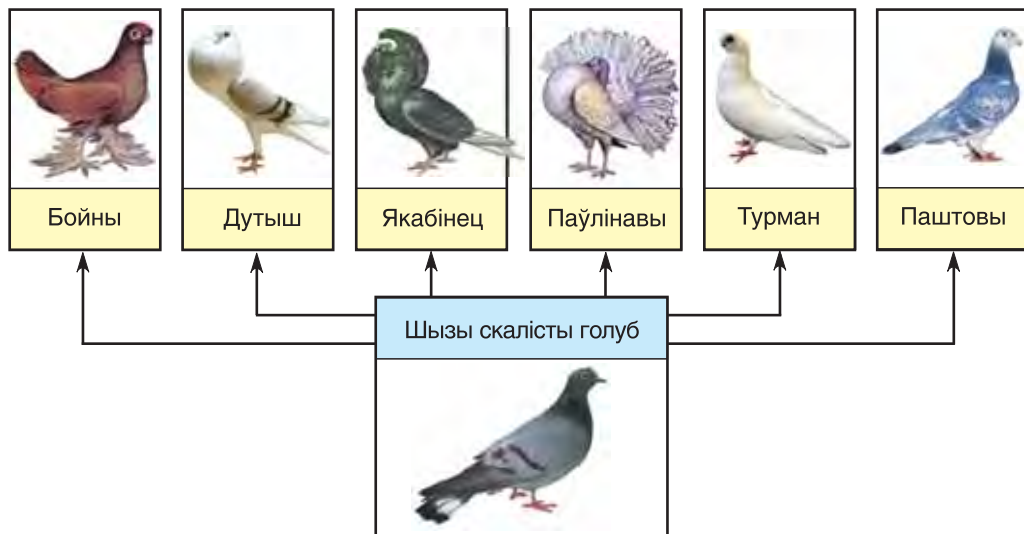 Бойны
Дутыш
Якабінец
Паўлінавы
Турман
Паштовы
Шызы скалісты голуб